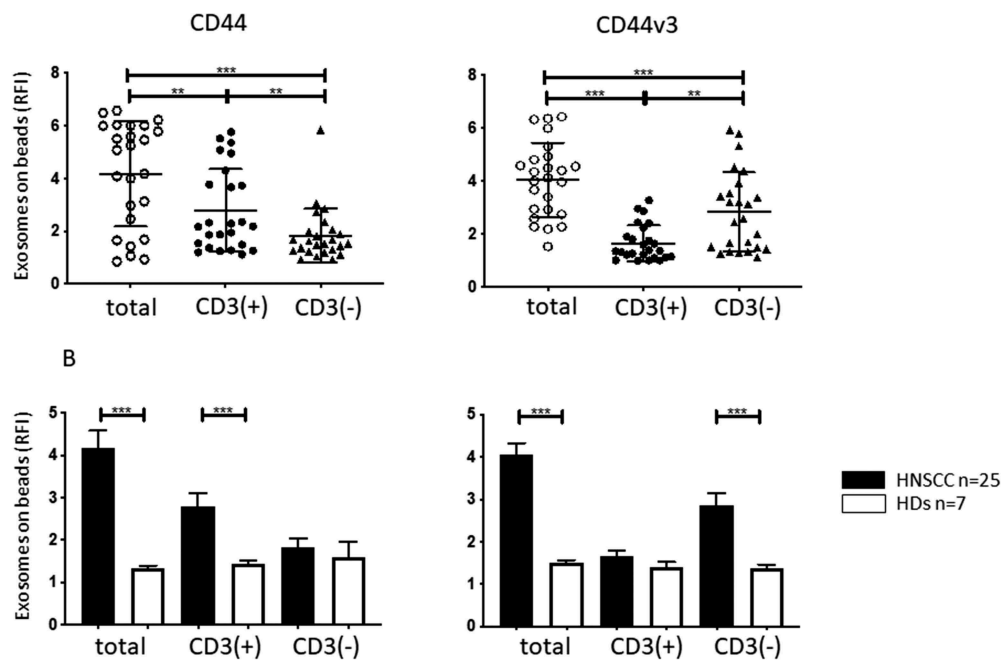 CD44
CD44v3
Exosomes on beads (RFI)
8
6
4
2
0
***
**
**
total
CD3(+)
CD3(-)
8
6
4
2
0
***
***
**
total
CD3(+)
CD3(-)
B
Exosomes on beads (RFI)
5
4
3
2
1
0
***
***
total
CD3(+)
CD3(-)
5
4
3
2
1
0
***
***
total
CD3(+)
CD3(-)
HNSCC n=25
HDs n=7